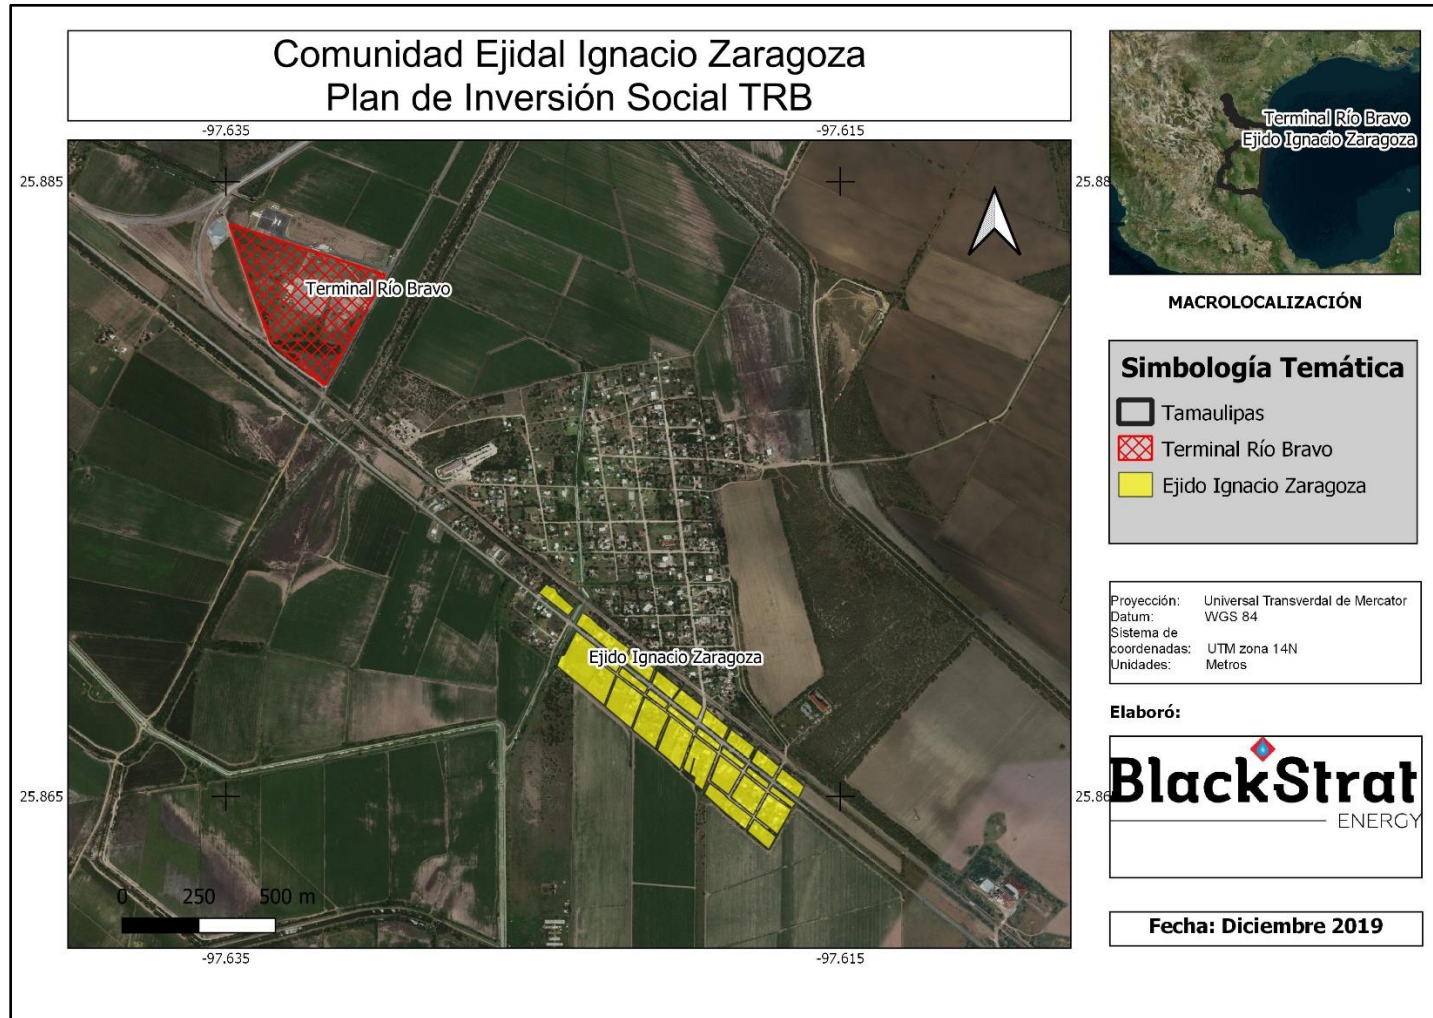 Comunidad Ejidal Ignacio Zaragoza
Plan de Inversión Social TRB
-97.635
-97.615
25.885
25.88
Terminal Río Bravo
Ejido Ignacio Zaragoza
25.865
25.86
0 250 500 m
-97.635
-97.615
Terminal Río Bravo
Ejido Ignacio Zaragoza
MACROLOCALIZACIÓN
Simbología Temática
Tamaulipas
Terminal Río Bravo
Ejido Ignacio Zaragoza
Proyección: Universal Transverdal de Mercator
Datum: WGS 84
Sistema de
coordenadas: UTM zona 14N
Unidades: Metros
Elaboró:
BlackStrat
ENERGY
Fecha: Diciembre 2019